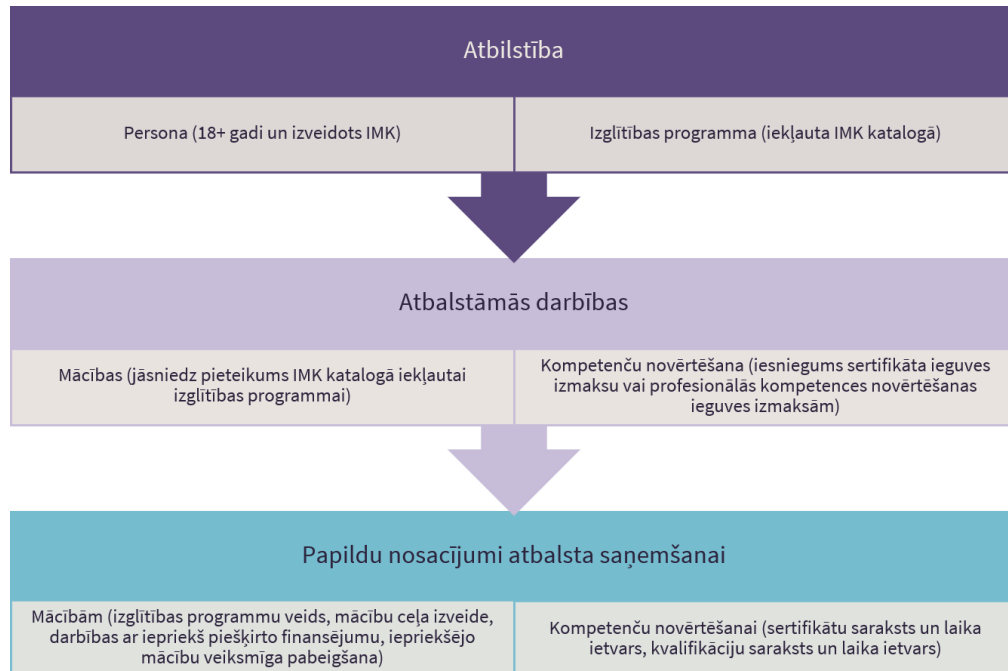 Atbilstība
Persona (18+ gadi un izveidots IMK)
Izglītības programma (iekļauta IMK katalogā)
Atbalstāmās darbības
Mācības (jāsniedz pieteikums IMK katalogā iekļautai
izglītības programmai)
Kompetenču novērtēšana (iesniegums sertifikāta ieguves
izmaksu vai profesionālās kompetences novērtēšanas
ieguves izmaksām)
Papildu nosacījumi atbalsta saņemšanai
Mācībām (izglītības programmu veids, mācību ceļa izveide,
darbības ar iepriekš piešķirto finansējumu, iepriekšējo
mācību veiksmīga pabeigšana)
Kompetenču novērtēšanai (sertifikātu saraksts un laika
ietvars, kvalifikāciju saraksts un laika ietvars)